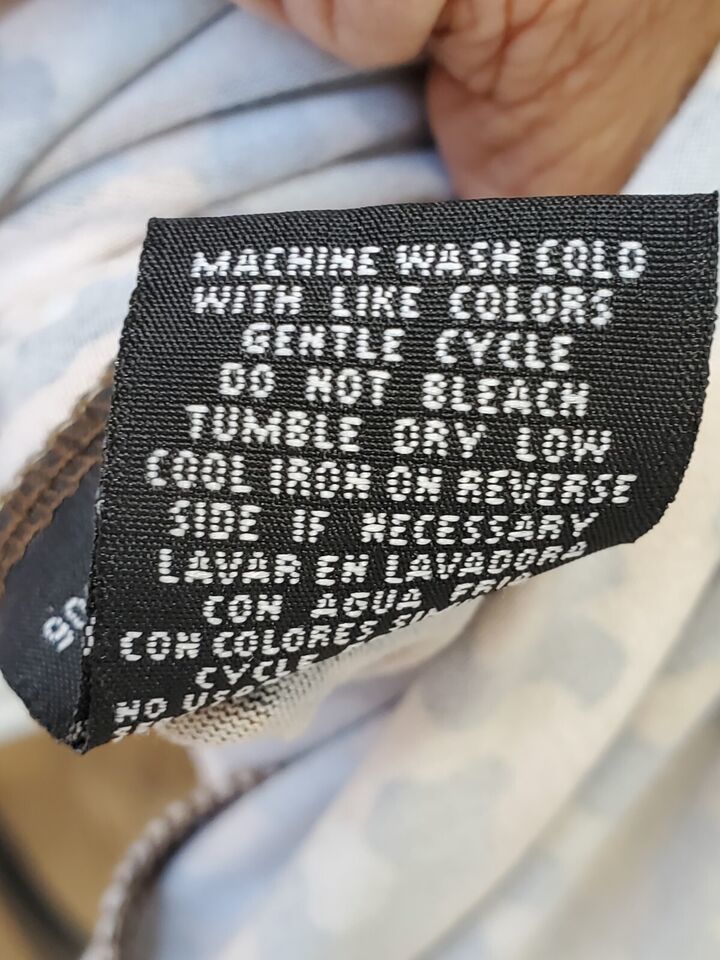 MACHINE WASH COLD
WITH LIKE COLORS
GENTLE CYCLE
DO NOT BLEACH
TUMBLE DRY LOW
COOL IRON ON REVERSE
SIDE IF NECESSARY
LAVAR EN LAVADORA
CON AGUA FRIA
CON COLORES
CYCLE
NO